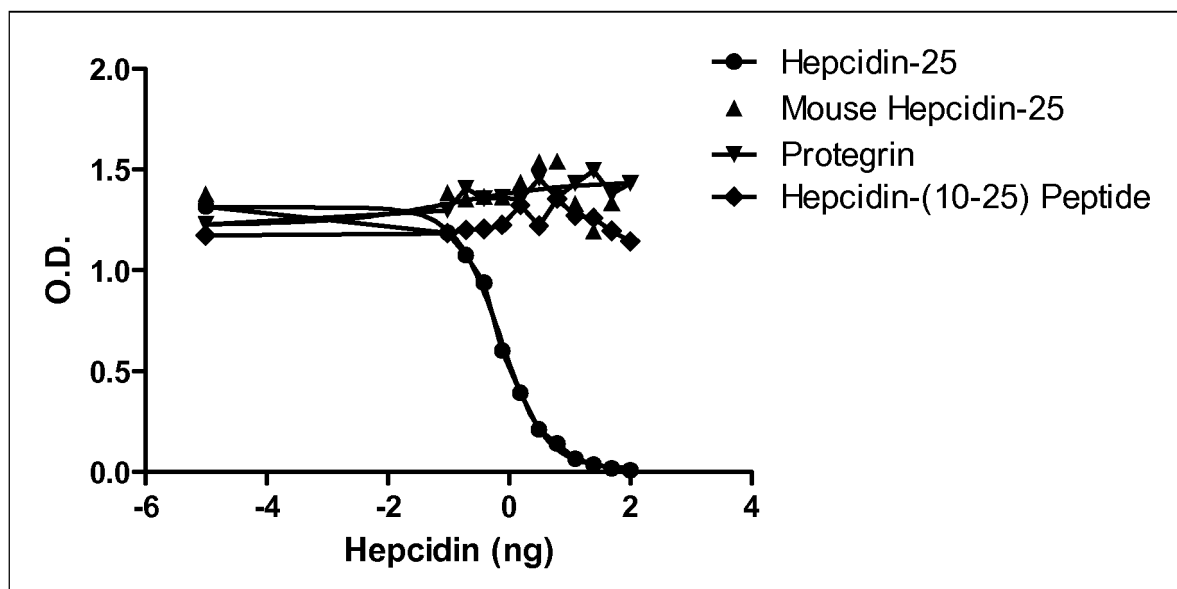 2.0
1.5
1.0
0.5
0.0
O.D.
-6
-4
-2
0
2
4
Hepcidin (ng)
Hepcidin-25
Mouse Hepcidin-25
Protegrin
Hepcidin-(10-25) Peptide